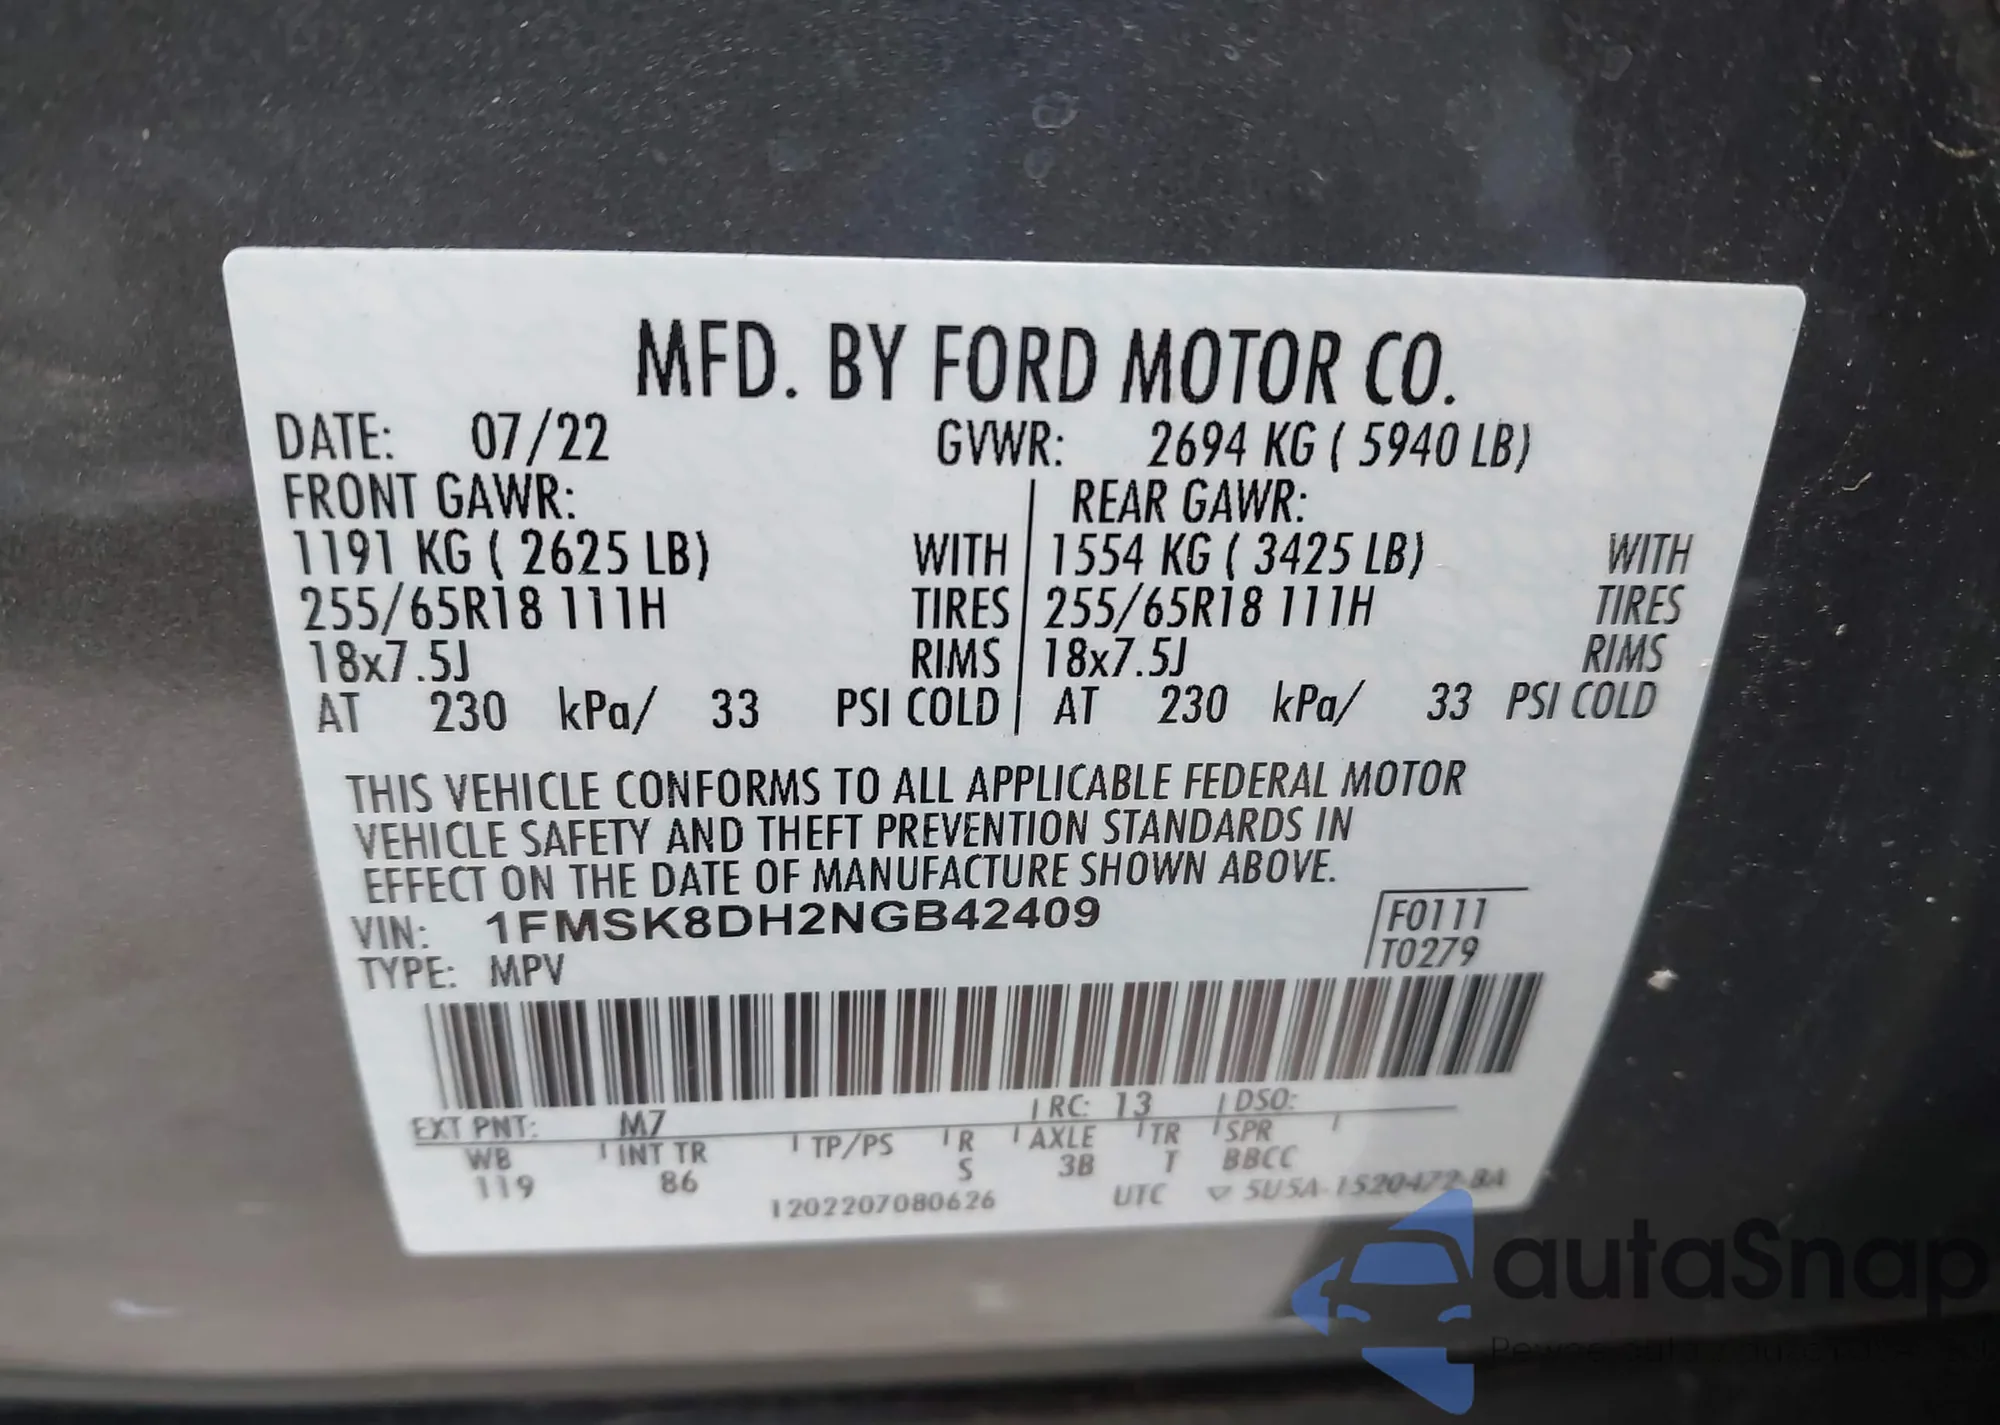 MFD. BY FORD MOTOR CO.
DATE: 07/22 GVWR: 2694 KG ( 5940 LB)
FRONT GAWR: REAR GAWR:
1191 KG ( 2625 LB) WITH 1554 KG ( 3425 LB) WITH
255/65R18 111H TIRES 255/65R18 111H TIRES
18x7.5J RIMS 18x7.5J RIMS
AT 230 kPa/ 33 PSI COLD AT 230 kPa/ 33 PSI COLD
THIS VEHICLE CONFORMS TO ALL APPLICABLE FEDERAL MOTOR
VEHICLE SAFETY AND THEFT PREVENTION STANDARDS IN
EFFECT ON THE DATE OF MANUFACTURE SHOWN ABOVE.
VIN: 1FMSK8DH2NGB42409 F0111
TYPE: MPV T0279
EXT PNT: M7 RC: 13 DSO:
WB INT TR TP/PS R AXLE TR SPR
119 86 S 3B T BBCC
1202207080626 UTC 5U5A-1520472-BA
autaSnap